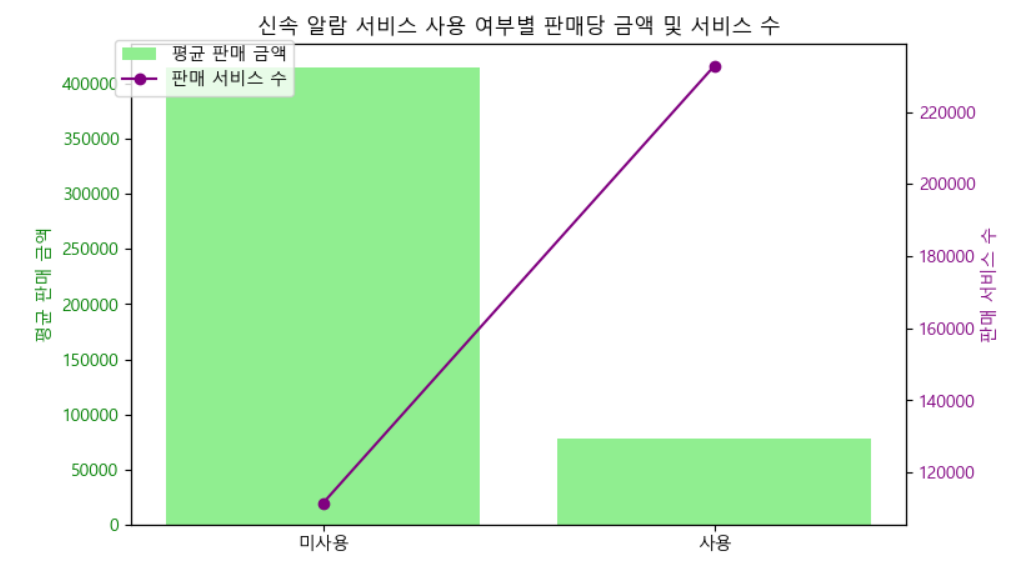 신속 알람 서비스 사용 여부별 판매당 금액 및 서비스 수
평균 판매 금액
판매 서비스 수
400000
350000
300000
250000
200000
150000
100000
50000
0
평균 판매 금액
220000
200000
180000
160000
140000
120000
판매 서비스 수
미사용
사용